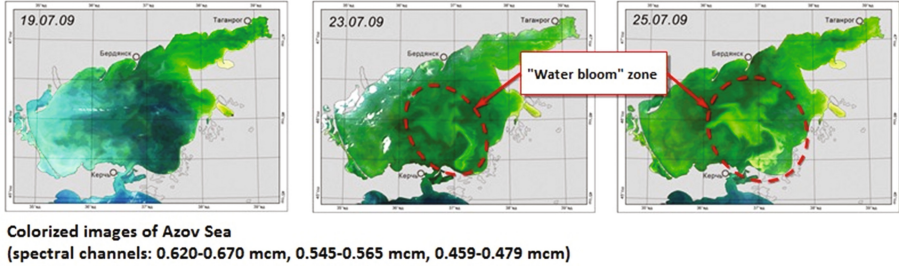 19.07.09
Таганрог
Бердянск
Керчь
23.07.09
Таганрог
Бердянск
Керчь
25.07.09
Таганрог
Бердянск
Керчь
"Water bloom" zone
Colorized images of Azov Sea
(spectral channels: 0.620-0.670 mcm, 0.545-0.565 mcm, 0.459-0.479 mcm)